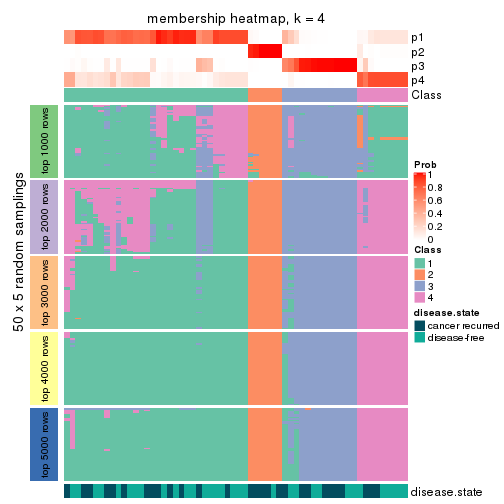 membership heatmap, k = 4
p1
p2
p3
p4
Class
50 x 5 random samplings
top 1000 rows
top 2000 rows
top 3000 rows
top 4000 rows
top 5000 rows
Prob
1
0.8
0.6
0.4
0.2
0
Class
1
2
3
4
disease.state
cancer recurred
disease-free
disease.state